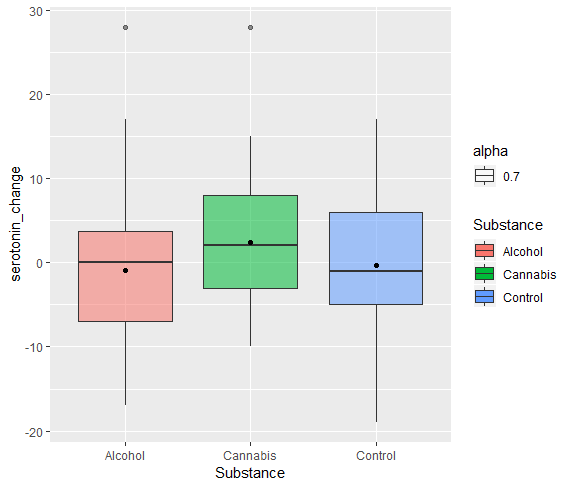 serotonin_change
30
20
10
0
-10
-20
Alcohol Cannabis Control
Substance
alpha
0.7
Substance
Alcohol
Cannabis
Control